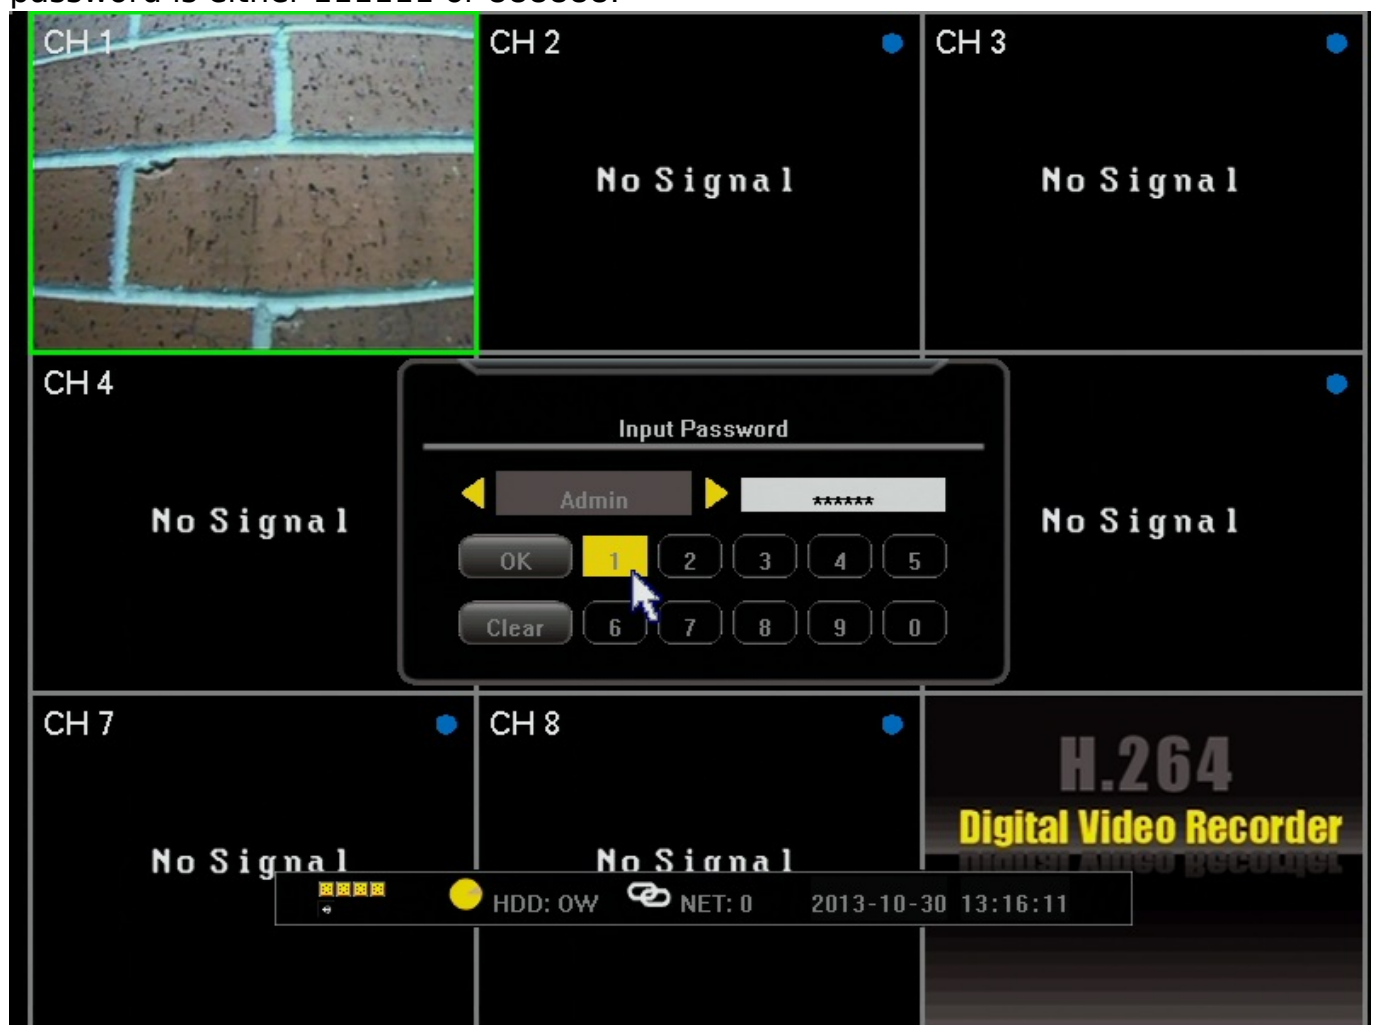 CH 1
CH 2
CH 3
No Signal
No Signal
CH 4
Input Password
Admin
******
No Signal
No Signal
OK 1 2 3 4 5
Clear 6 7 8 9 0
CH 7
CH 8
H.264
Digital Video Recorder
No Signal
No Signal
HDD: OW NET: 0 2013-10-30 13:16:11